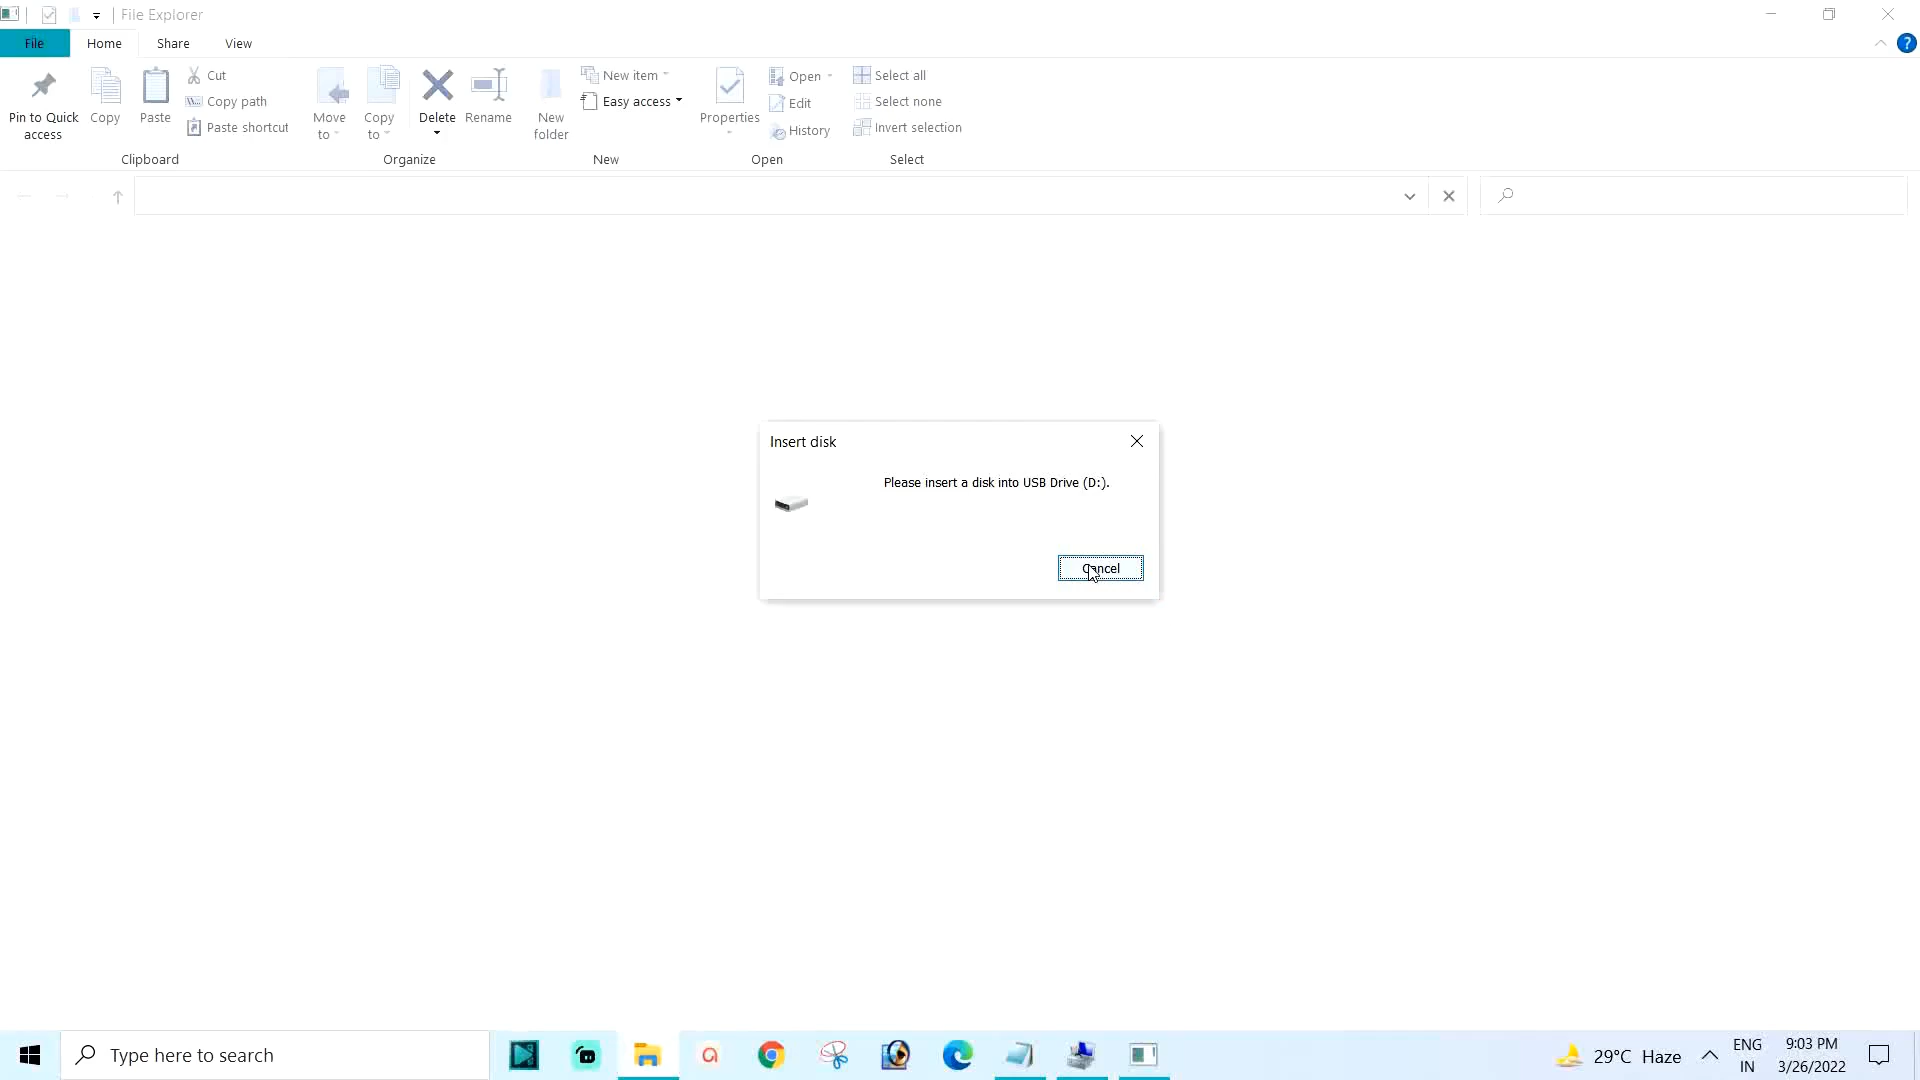 File Explorer
File Home Share View
Pin to Quick access
Copy
Paste
Cut
Copy path
Paste shortcut
Clipboard
Move to
Copy to
Delete
Rename
Organize
New folder
New item
Easy access
New
Properties
Open
Edit
History
Open
Select all
Select none
Invert selection
Select
Insert disk
Please insert a disk into USB Drive (D:).
Cancel
Type here to search
29°C Haze
ENG
IN
9:03 PM
3/26/2022